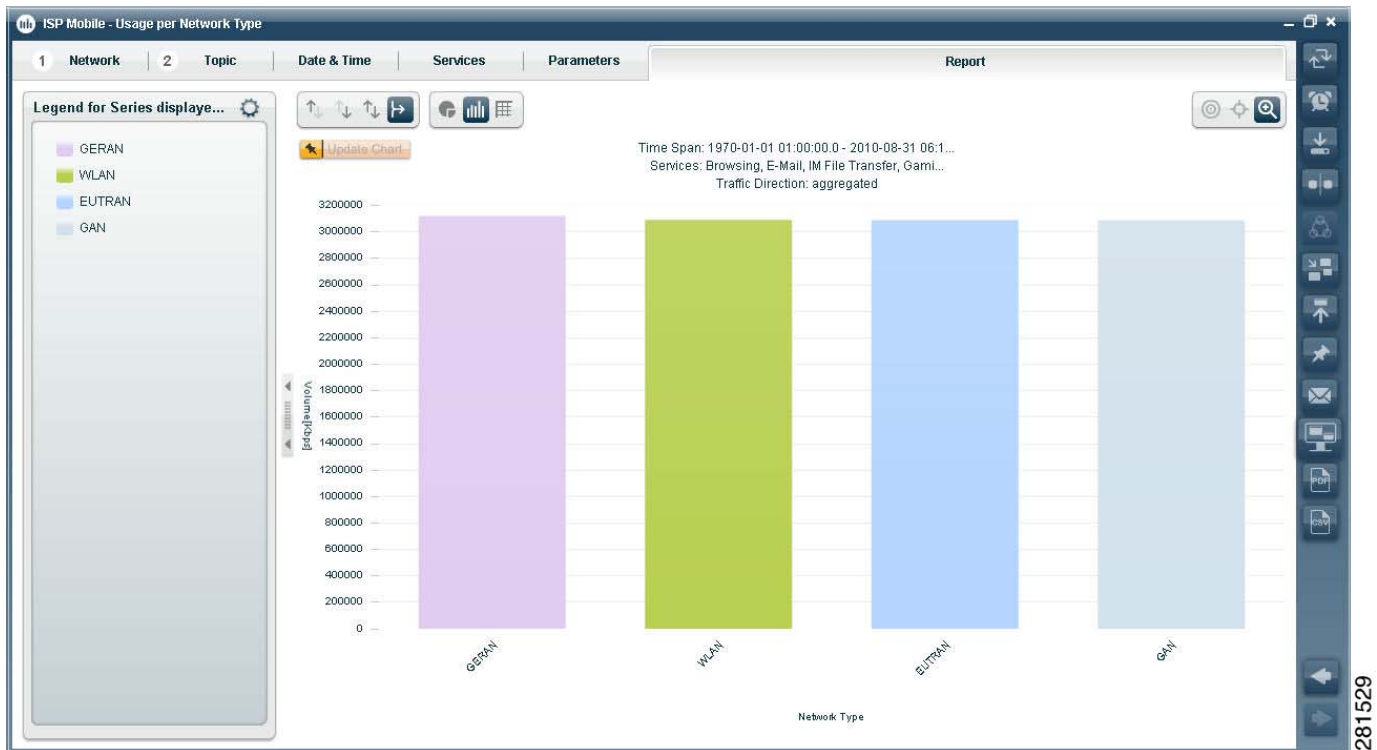 ISP Mobile - Usage per Network Type
1 Network 2 Topic Date & Time Services Parameters Report
Legend for Series displaye...
GERAN
WLAN
EUTRAN
GAN
Update Chart
Time Span: 1970-01-01 01:00:00.0 - 2010-08-31 06:1...
Services: Browsing, E-Mail, IM File Transfer, Gami...
Traffic Direction: aggregated
Volume[Kbps]
3200000
3000000
2800000
2600000
2400000
2200000
2000000
1800000
1600000
1400000
1200000
1000000
800000
600000
400000
200000
0
GERAN
WLAN
EUTRAN
GAN
Network Type
PDF
CSV
281529